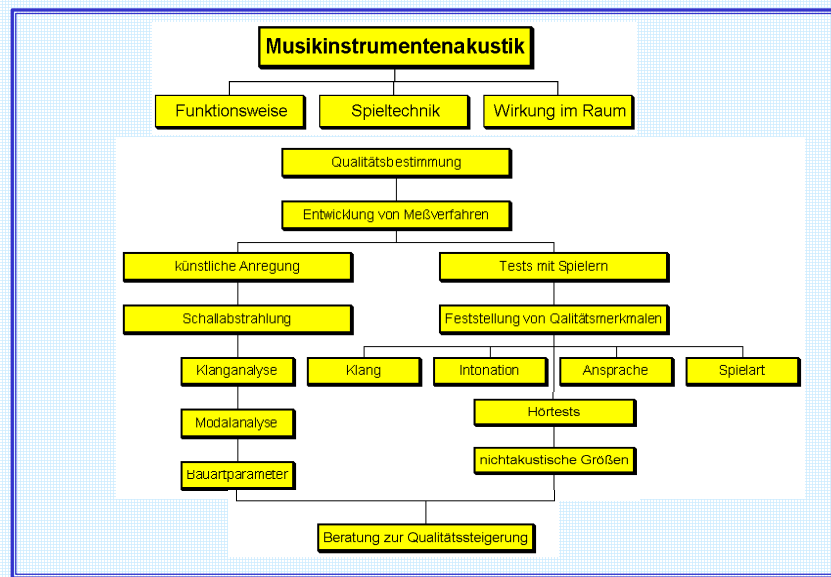 Musikinstrumentenakustik
Funktionsweise
Spieltechnik
Wirkung im Raum
Qualitätsbestimmung
Entwicklung von Meßverfahren
künstliche Anregung
Tests mit Spielern
Schallabstrahlung
Feststellung von Qalitätsmerkmalen
Klanganalyse
Klang
Intonation
Ansprache
Spielart
Modalanalyse
Hörtests
Bauartparameter
nichtakustische Größen
Beratung zur Qualitätssteigerung